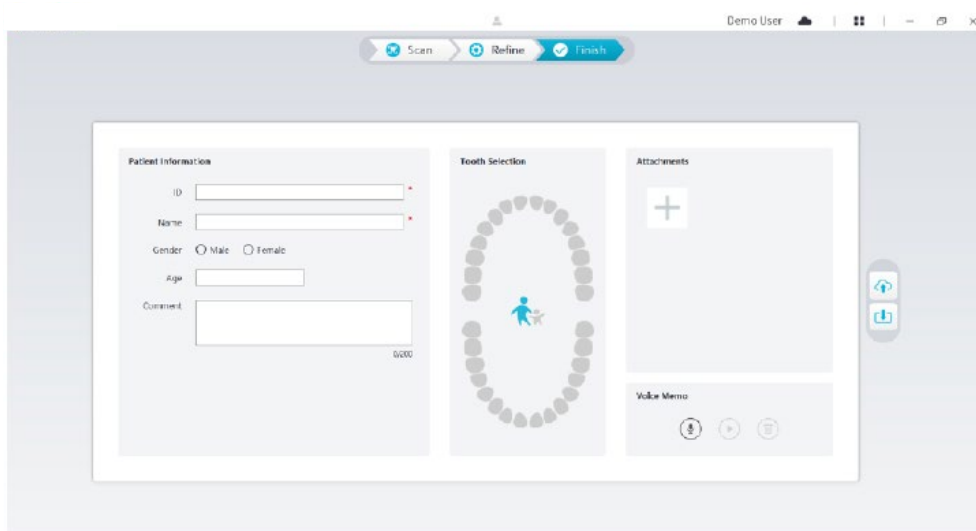 Demo User
Scan Refine Finish
Patient Information
ID *
Name *
Gender Male Female
Age
Comment
0/200
Tooth Selection
Attachments
Voice Memo